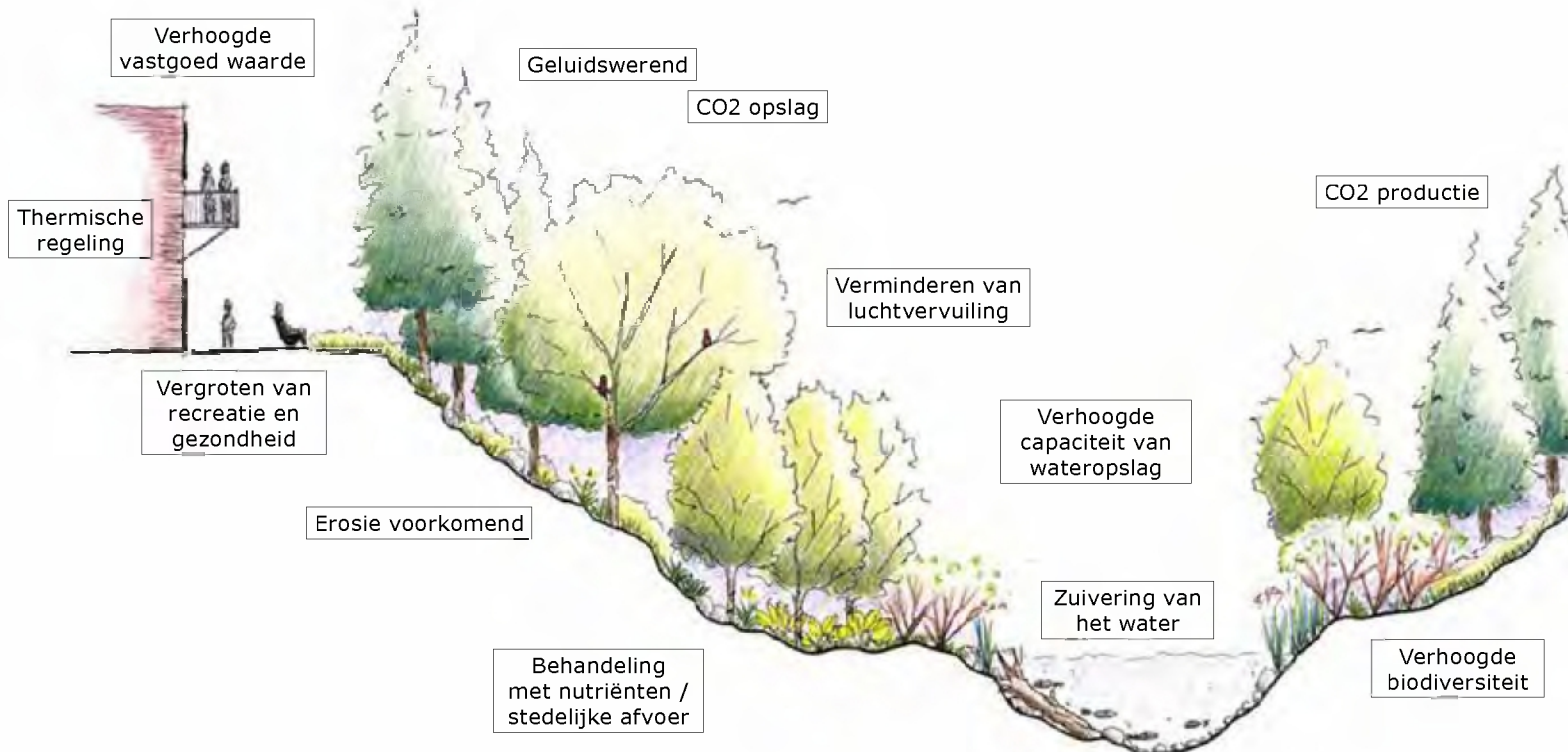 Verhoogde
vastgoed waarde
Geluidswerend
CO2 opslag
CO2 productie
Thermische
regeling
Verminderen van
luchtvervuiling
Vergroten van
recreatie en
gezondheid
Verhoogde
capaciteit van
wateropslag
Erosie voorkomend
Zuivering van
het water
Behandeling
met nutriënten /
stedelijke afvoer
Verhoogde
biodiversiteit